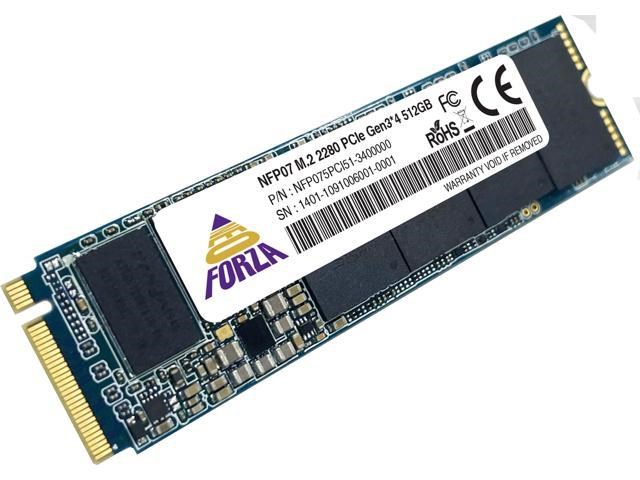 NFP07 M.2 2280 PCIe Gen3*4 512GB
P/N : NFP075PCI51-3400000
SN : 1401-1091006001-0001
FC CE
RoHS
WARRANTY VOID IF REMOVED
neo
FORZA